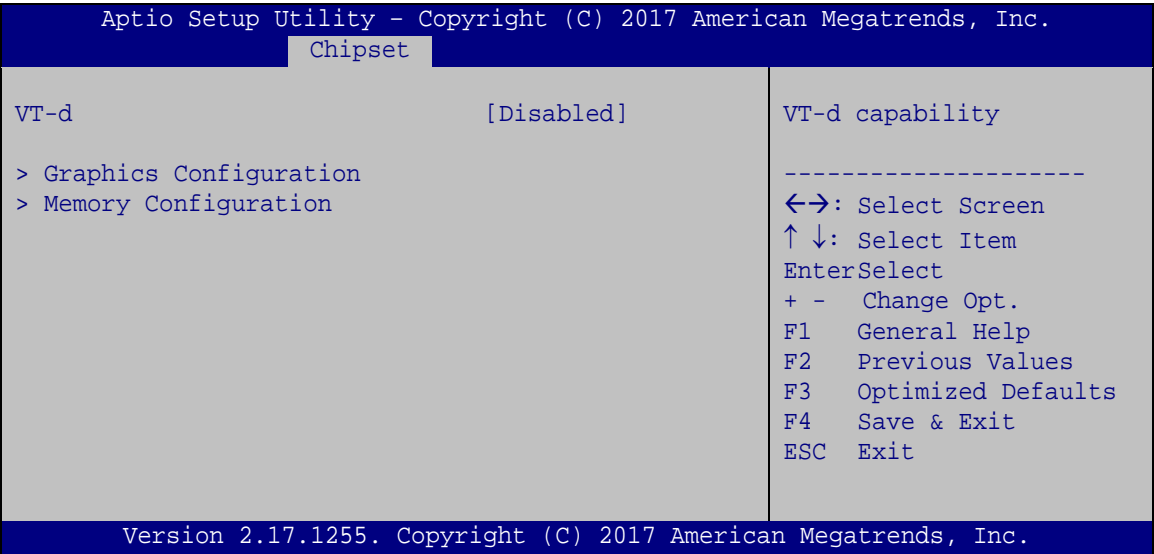 Aptio Setup Utility – Copyright (C) 2017 American Megatrends, Inc.
Chipset
VT-d [Disabled]
> Graphics Configuration
> Memory Configuration
VT-d capability
---------------------
←→: Select Screen
↑ ↓: Select Item
EnterSelect
+ - Change Opt.
F1 General Help
F2 Previous Values
F3 Optimized Defaults
F4 Save & Exit
ESC Exit
Version 2.17.1255. Copyright (C) 2017 American Megatrends, Inc.